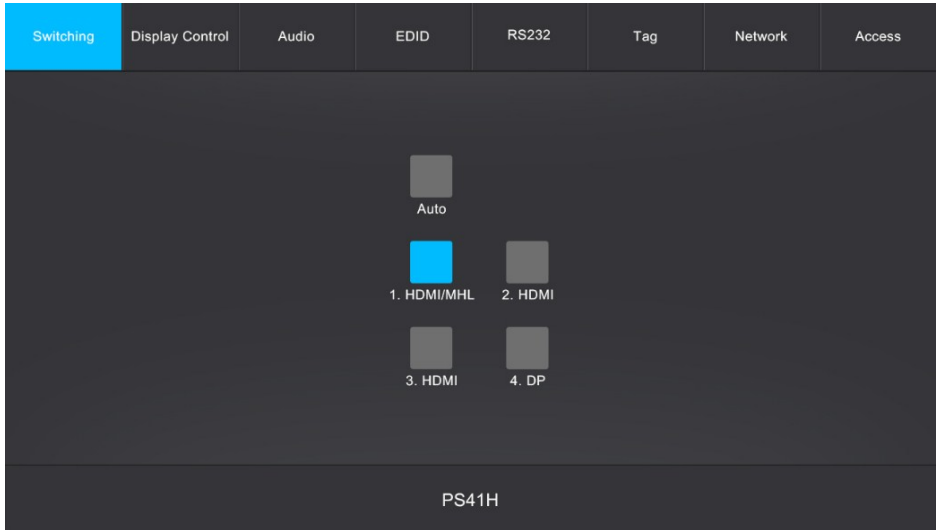 Switching Display Control Audio EDID RS232 Tag Network Access
Auto
1. HDMI/MHL 2. HDMI
3. HDMI 4. DP
PS41H